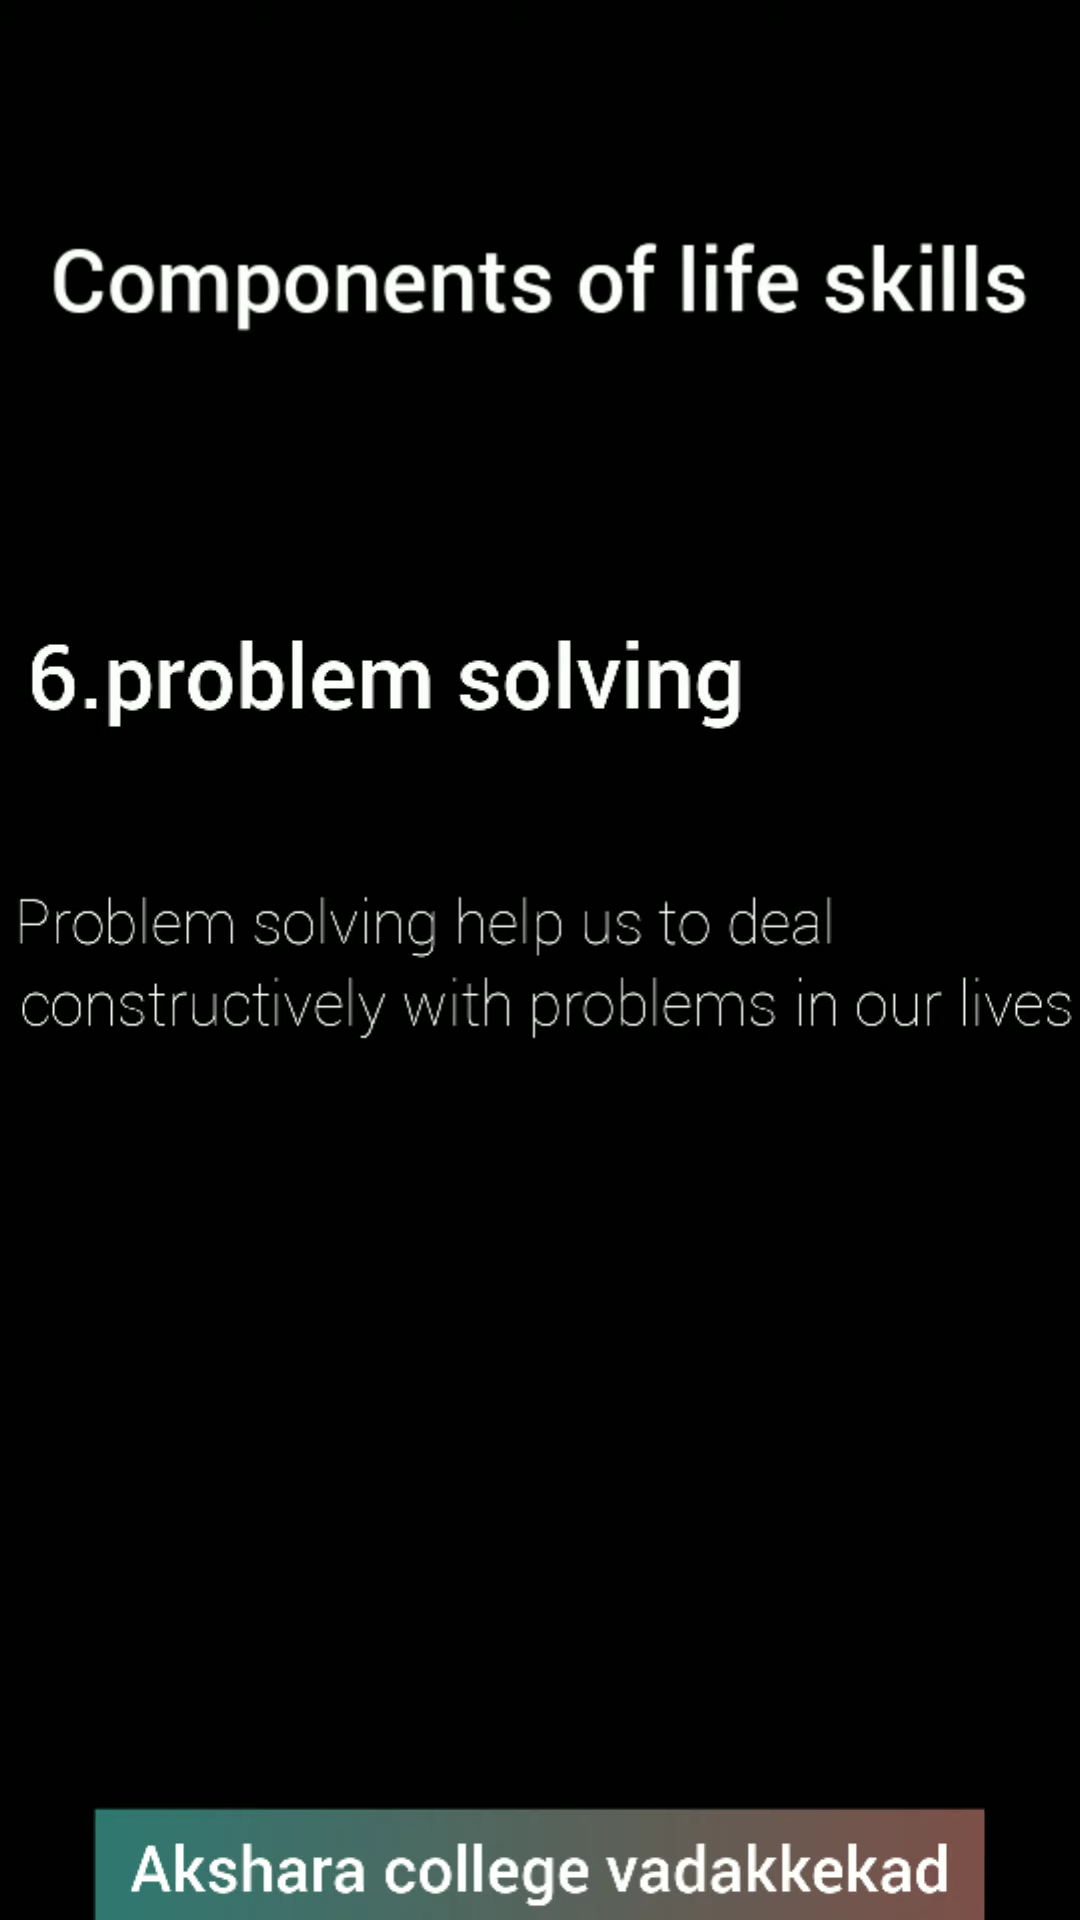 Components of life skills
6.problem solving
Problem solving help us to deal
constructively with problems in our lives
Akshara college vadakkekad